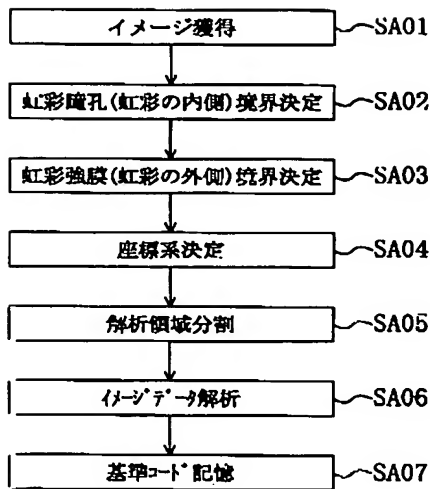 イメージ獲得 SA01
虹彩瞳孔(虹彩の内側)境界決定 SA02
虹彩強膜(虹彩の外側)境界決定 SA03
座標系決定 SA04
解析領域分割 SA05
ｲﾒｰｼﾞﾃﾞｰﾀ解析 SA06
基準ｺｰﾄﾞ記憶 SA07